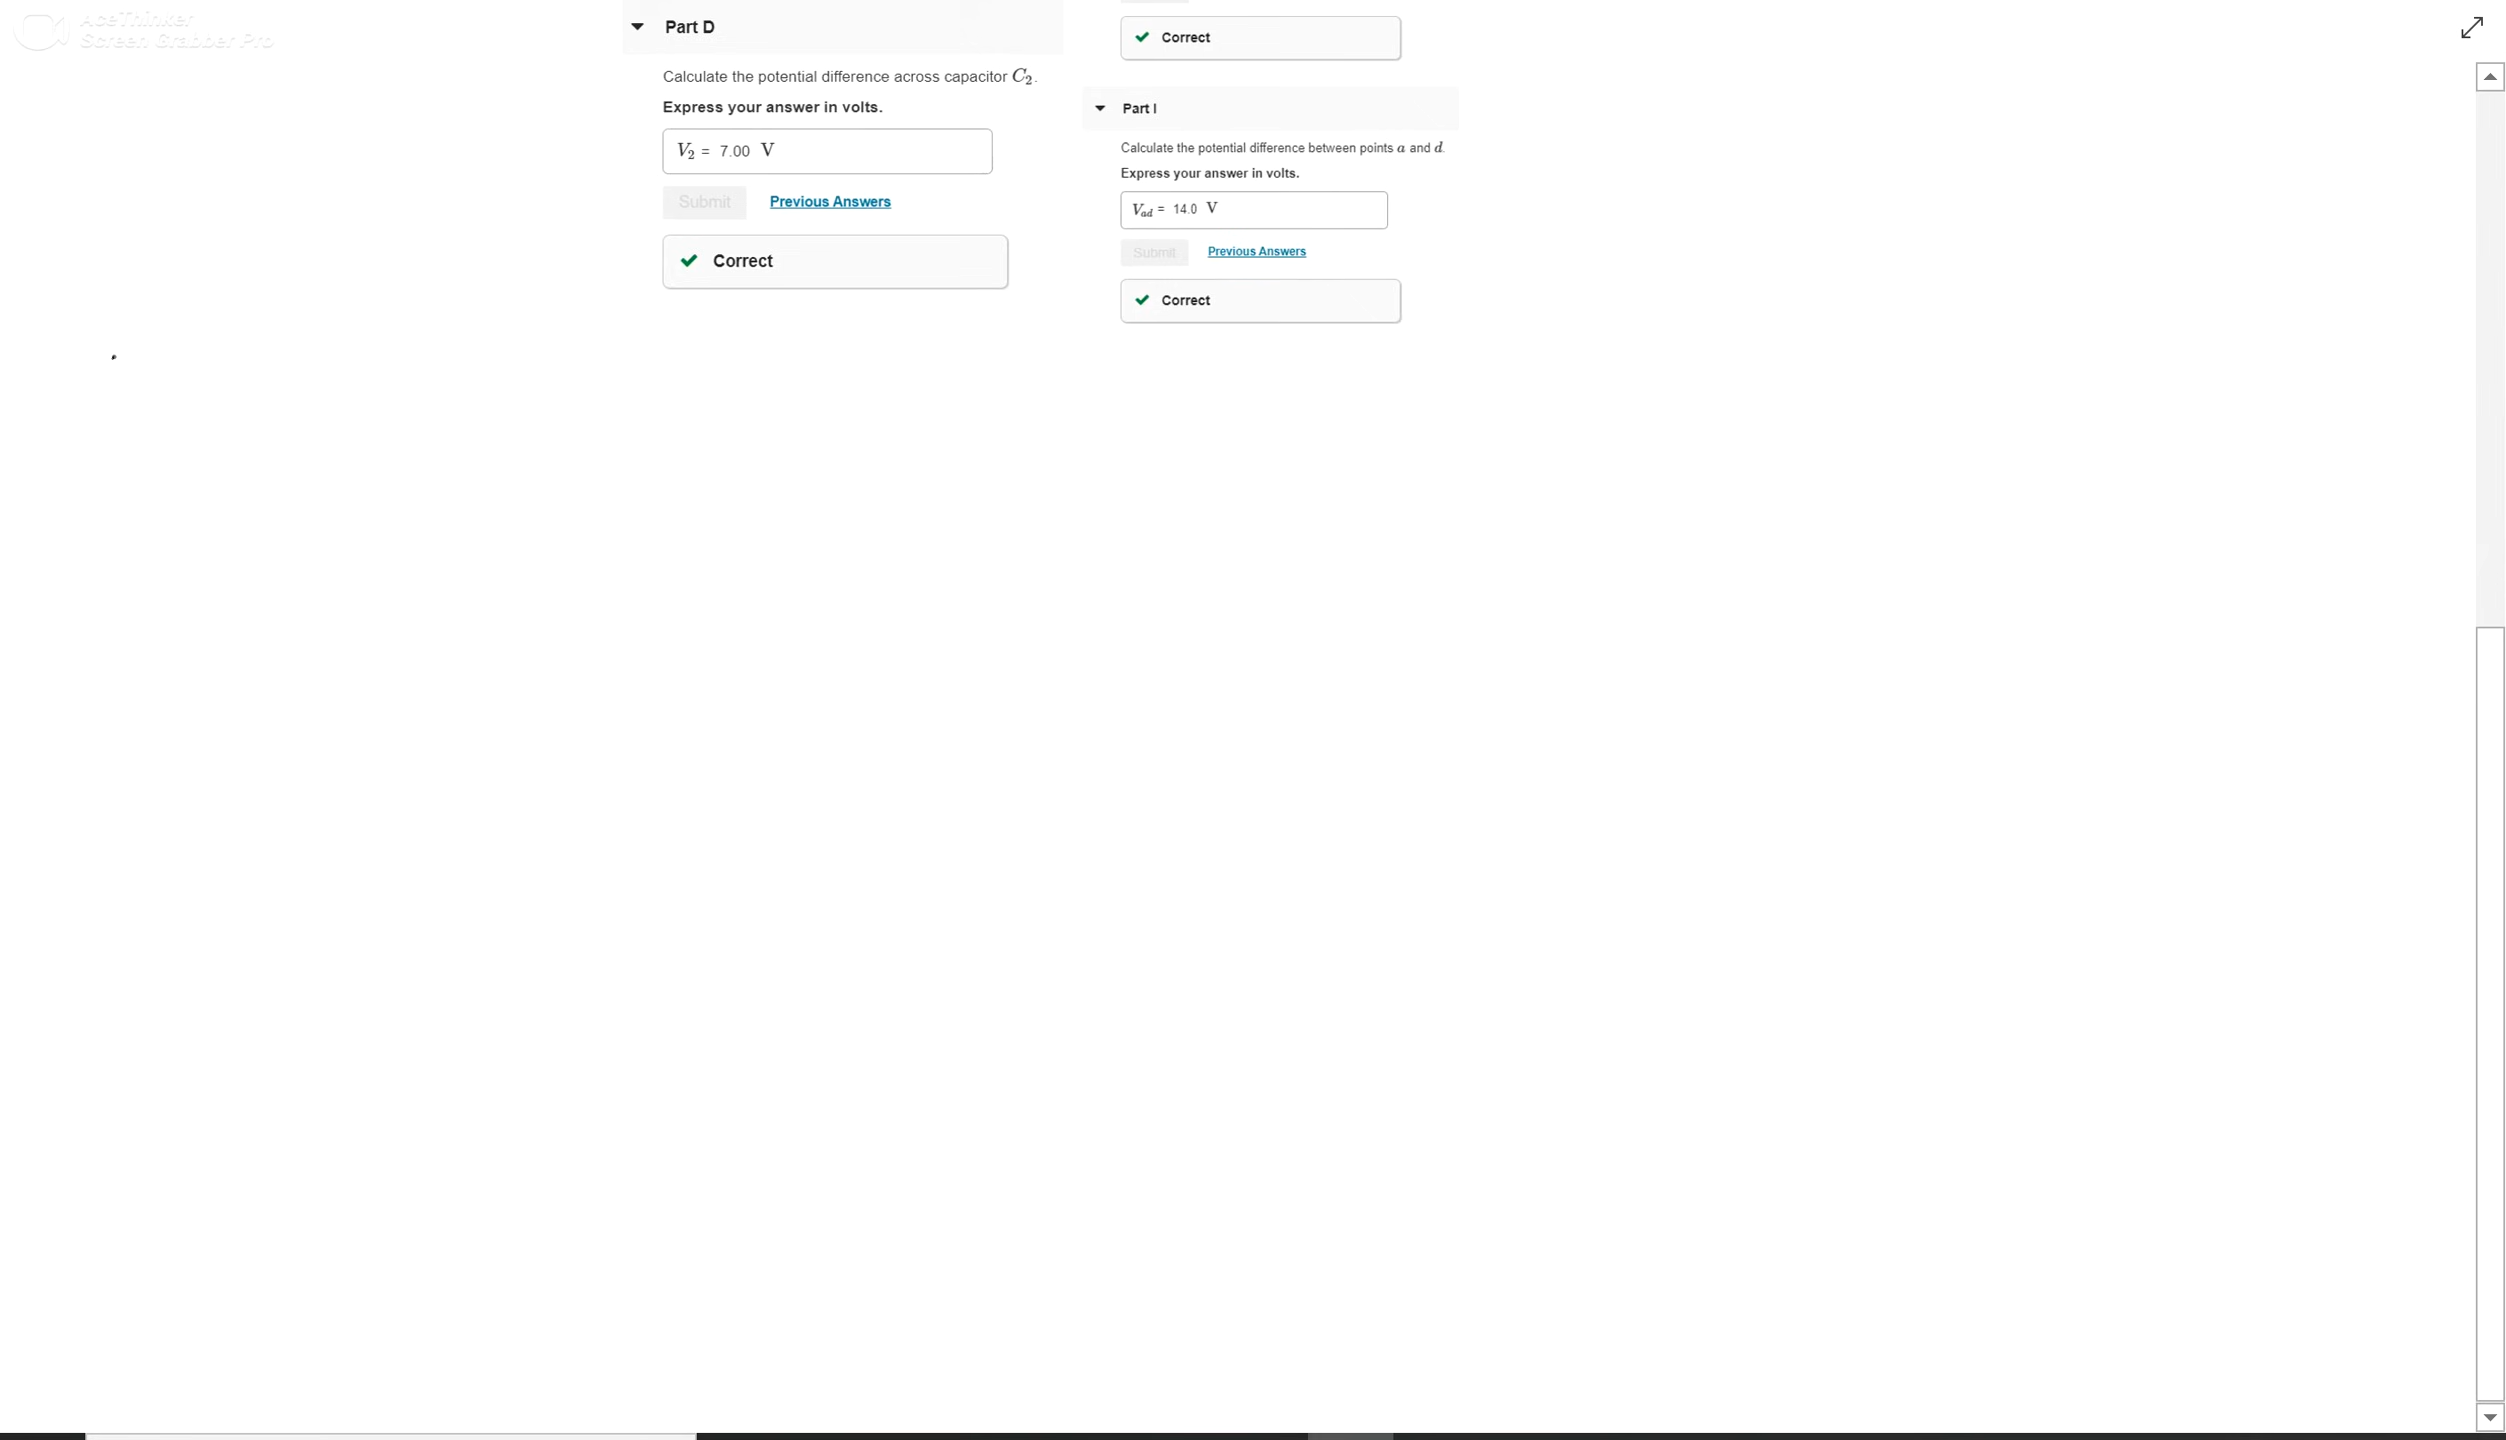 AceThinker
Screen Grabber Pro
Part D
Calculate the potential difference across capacitor C₂.
Express your answer in volts.
V₂ = 7.00 V
Submit
Previous Answers
Correct
Correct
Part I
Calculate the potential difference between points a and d.
Express your answer in volts.
Vad = 14.0 V
Submit
Previous Answers
Correct